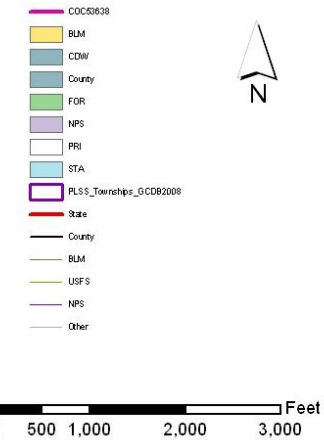 COC53638
BLM
CDW
County
FOR
NPS
PRI
STA
PLSS_Townships_GCDB2008
State
County
BLM
USFS
NPS
Other
N
Feet
500 1,000 2,000 3,000